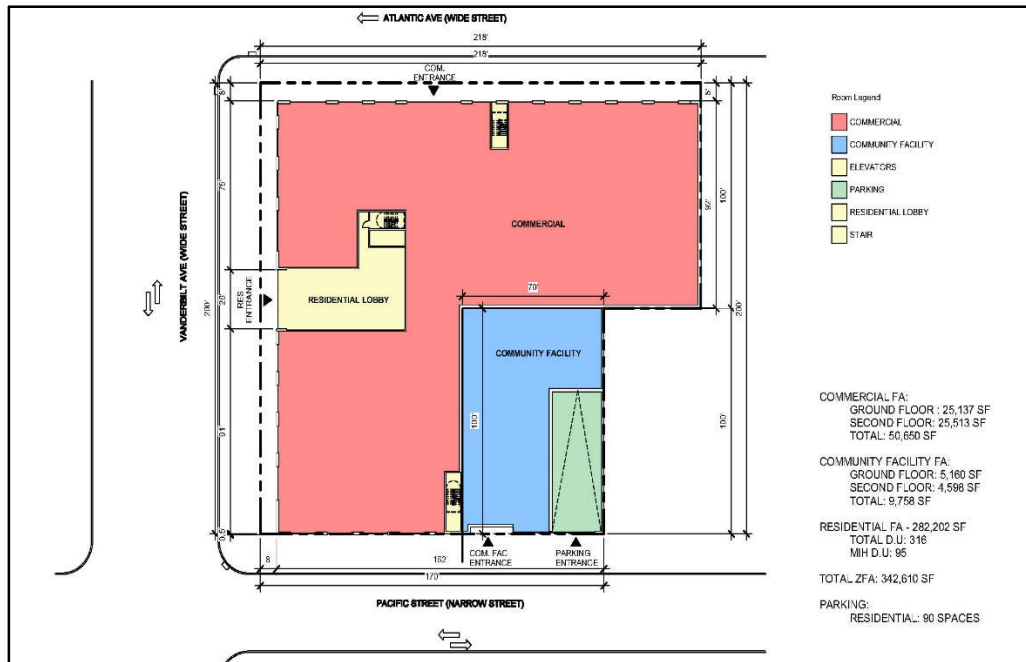 ATLANTIC AVE (WIDE STREET)
218'
218'
COM.
ENTRANCE
8'
8'
Room Legend
COMMERCIAL
COMMUNITY FACILITY
ELEVATORS
PARKING
RESIDENTIAL LOBBY
STAIR
75'
92'
100'
COMMERCIAL
VANDERBILT AVE (WIDE STREET)
200'
RES
ENTRANCE
RESIDENTIAL LOBBY
70'
200'
COMMUNITY FACILITY
100'
100'
91'
0.5'
COMMERCIAL FA:
GROUND FLOOR : 25,137 SF
SECOND FLOOR: 25,513 SF
TOTAL: 50,650 SF
COMMUNITY FACILITY FA:
GROUND FLOOR: 5,160 SF
SECOND FLOOR: 4,598 SF
TOTAL: 9,758 SF
RESIDENTIAL FA - 282,202 SF
TOTAL D.U: 316
MIH D.U: 95
TOTAL ZFA: 342,610 SF
PARKING:
RESIDENTIAL: 90 SPACES
COM. FAC
ENTRANCE
PARKING
ENTRANCE
8'
162'
170'
PACIFIC STREET (NARROW STREET)